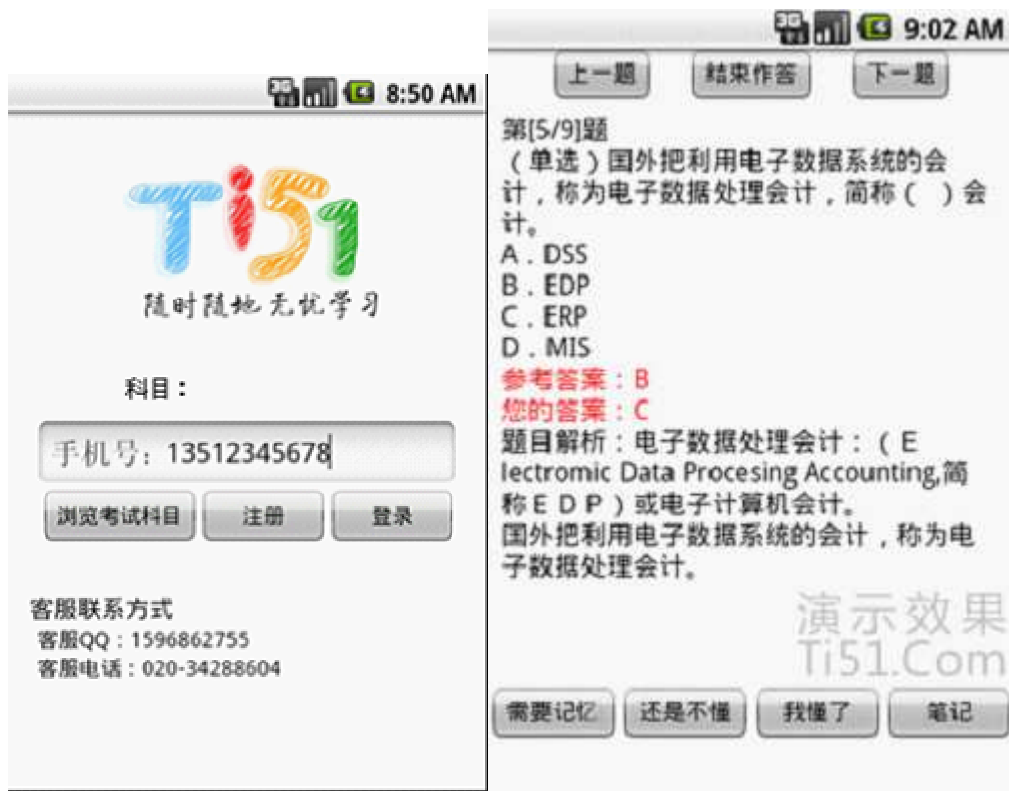 8:50 AM
Ti51
随时随地 无忧学习
科目：
手机号：13512345678
浏览考试科目
注册
登录
客服联系方式
客服QQ：1596862755
客服电话：020-34288604
3G
9:02 AM
上一题
结束作答
下一题
第[5/9]题
（单选）国外把利用电子数据系统的会
计，称为电子数据处理会计，简称（　）会
计。
A．DSS
B．EDP
C．ERP
D．MIS
参考答案：B
您的答案：C
题目解析：电子数据处理会计：（E
lectromic Data Procesing Accounting,简
称ＥＤＰ）或电子计算机会计。
国外把利用电子数据系统的会计，称为电
子数据处理会计。
演示效果
Ti51.Com
需要记忆
还是不懂
我懂了
笔记